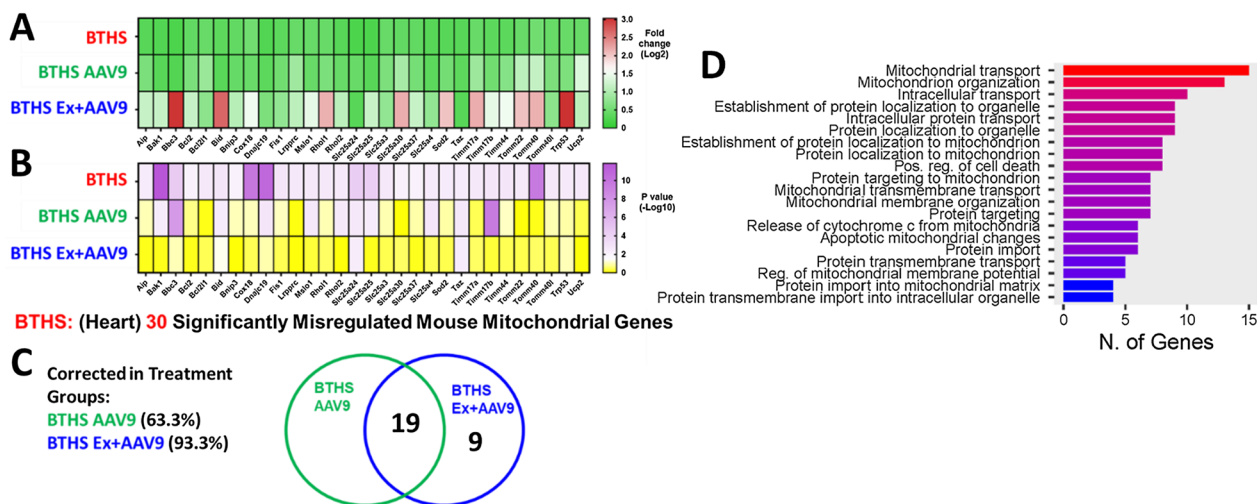 A
BTHS
BTHS AAV9
BTHS Ex+AAV9
3.0
2.5
2.0
1.5
1.0
0.5
0
Fold
change
(Log2)
Aip
Bak1
Bbc3
Bcl2
Bcl2l1
Bid
Bnip3
Cox18
Dnajc19
Fis1
Lrpprc
Msto1
Rhot1
Rhot2
Slc25a24
Slc25a25
Slc25a3
Slc25a30
Slc25a37
Slc25a4
Sod2
Taz
Timm17a
Timm17b
Timm44
Tomm22
Tomm40
Tomm40l
Trp53
Ucp2
B
BTHS
BTHS AAV9
BTHS Ex+AAV9
10
8
6
4
2
0
P value
(-Log10)
Aip
Bak1
Bbc3
Bcl2
Bcl2l1
Bid
Bnip3
Cox18
Dnajc19
Fis1
Lrpprc
Msto1
Rhot1
Rhot2
Slc25a24
Slc25a25
Slc25a3
Slc25a30
Slc25a37
Slc25a4
Sod2
Taz
Timm17a
Timm17b
Timm44
Tomm22
Tomm40
Tomm40l
Trp53
Ucp2
BTHS: (Heart) 30 Significantly Misregulated Mouse Mitochondrial Genes
C
Corrected in Treatment
Groups:
BTHS AAV9 (63.3%)
BTHS Ex+AAV9 (93.3%)
BTHS
AAV9
19
BTHS
Ex+AAV9
9
D
Mitochondrial transport
Mitochondrion organization
Intracellular transport
Establishment of protein localization to organelle
Intracellular protein transport
Protein localization to organelle
Establishment of protein localization to mitochondrion
Protein localization to mitochondrion
Pos. reg. of cell death
Protein targeting to mitochondrion
Mitochondrial transmembrane transport
Mitochondrial membrane organization
Protein targeting
Release of cytochrome c from mitochondria
Apoptotic mitochondrial changes
Protein import
Protein transmembrane transport
Reg. of mitochondrial membrane potential
Protein import into mitochondrial matrix
Protein transmembrane import into intracellular organelle
0 5 10 15
N. of Genes